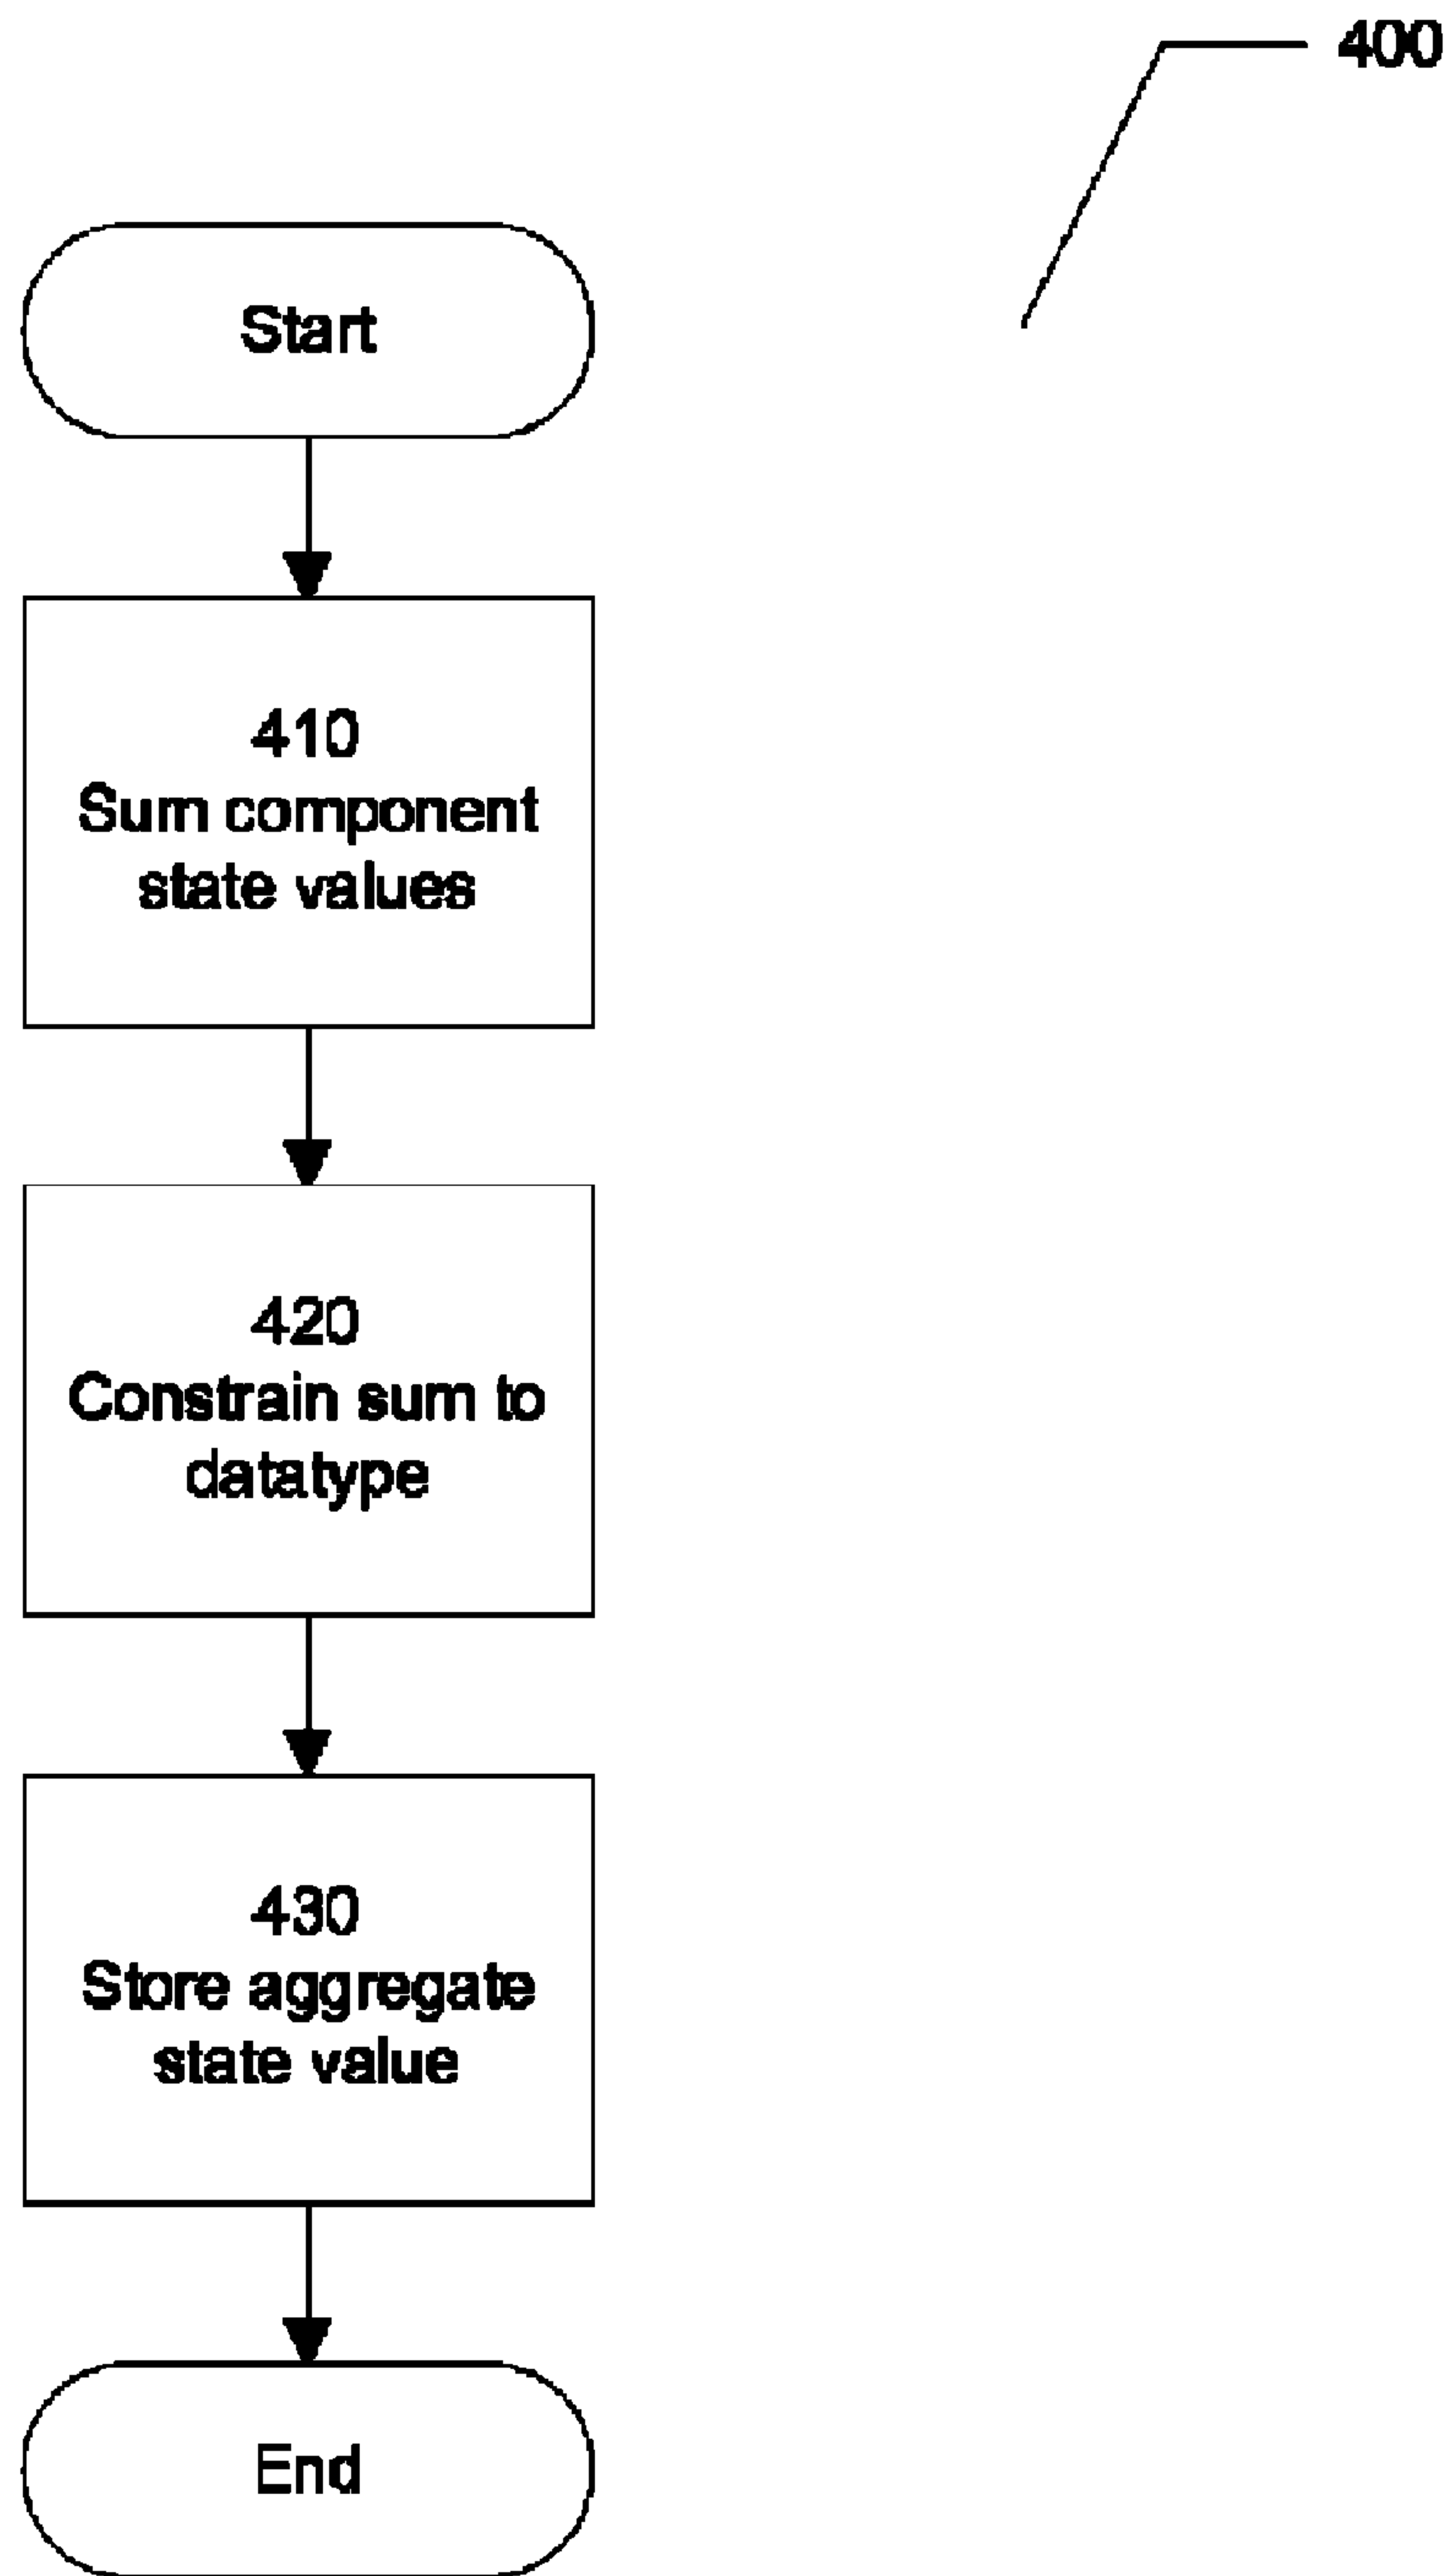 400
Start
410
Sum component
state values
420
Constrain sum to
datatype
430
Store aggregate
state value
End